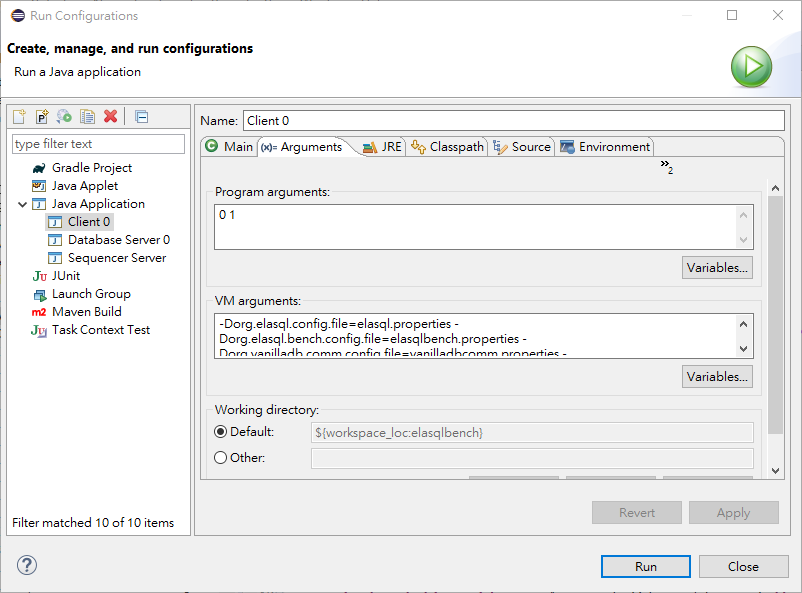 Run Configurations
Create, manage, and run configurations
Run a Java application
type filter text
Gradle Project
Java Applet
Java Application
Client 0
Database Server 0
Sequencer Server
JUnit
Launch Group
Maven Build
Task Context Test
Filter matched 10 of 10 items
Name: Client 0
Main (x)= Arguments JRE Classpath Source Environment
»2
Program arguments:
0 1
Variables...
VM arguments:
-Dorg.elasql.config.file=elasql.properties -
Dorg.elasql.bench.config.file=elasqlbench.properties -
Dorg.vanilladb.comm.config.file=vanilladbcomm.properties -
Variables...
Working directory:
Default: ${workspace_loc:elasqlbench}
Other:
Revert Apply
Run Close